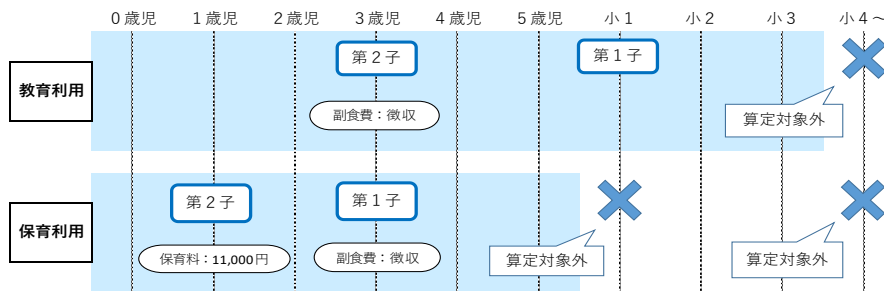 0歳児 1歳児 2歳児 3歳児 4歳児 5歳児 小1 小2 小3 小4～
教育利用
第2子 第1子
副食費：徴収 算定対象外
保育利用
第2子 第1子
保育料：11,000円 副食費：徴収 算定対象外 算定対象外